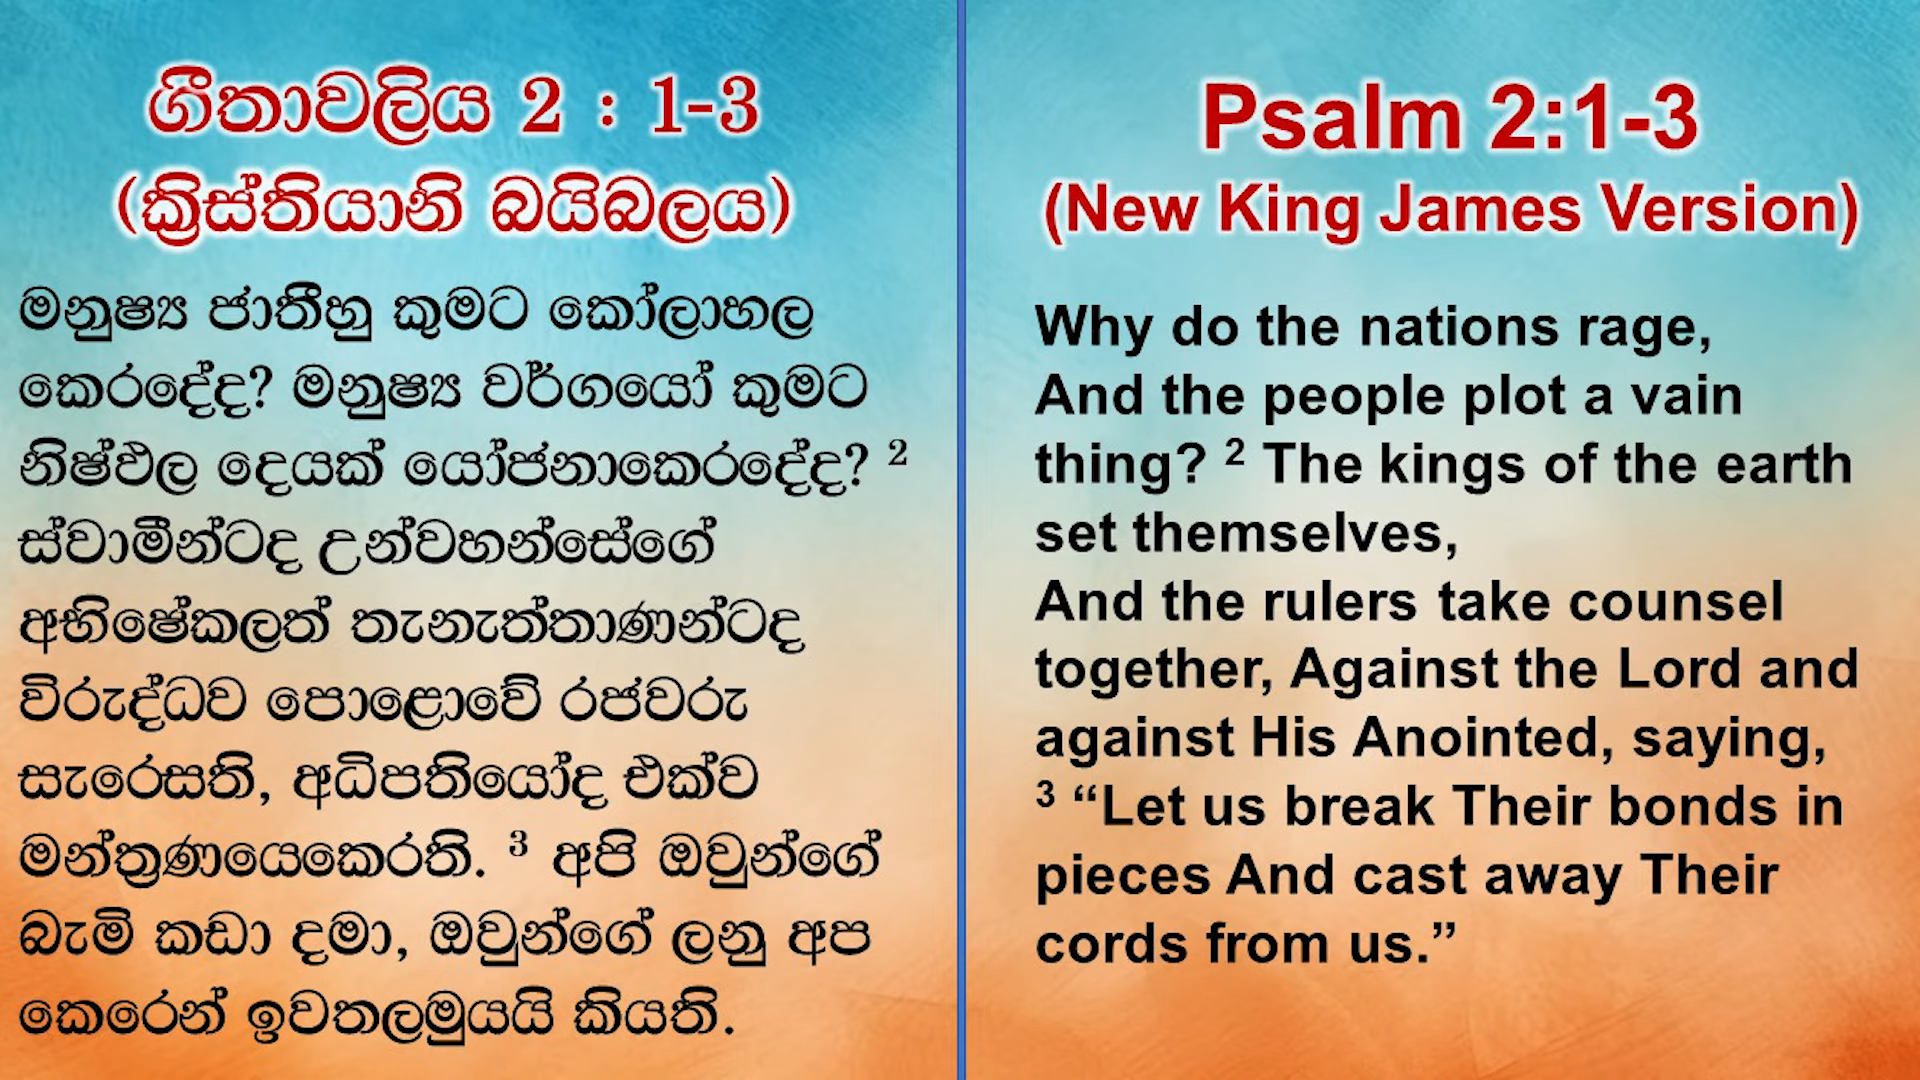 ගීතාවලිය 2 : 1-3
(ක්‍රිස්තියානි බයිබලය)
මනුෂ්‍ය ජාතීහු කුමට කෝලාහල
කෙරදේද? මනුෂ්‍ය වර්ගයෝ කුමට
නිෂ්ඵල දෙයක් යෝජනාකෙරදේද? ²
ස්වාමීන්ටද උන්වහන්සේගේ
අභිෂේකලත් තැනැත්තාණන්ටද
විරුද්ධව පොළොවේ රජවරු
සැරෙසති, අධිපතියෝද එක්ව
මන්ත්‍රණයෙකෙරති. ³ අපි ඔවුන්ගේ
බැමි කඩා දමා, ඔවුන්ගේ ලනු අප
කෙරෙන් ඉවතලමුයයි කියති.
Psalm 2:1-3
(New King James Version)
Why do the nations rage,
And the people plot a vain
thing? ² The kings of the earth
set themselves,
And the rulers take counsel
together, Against the Lord and
against His Anointed, saying,
³ “Let us break Their bonds in
pieces And cast away Their
cords from us.”